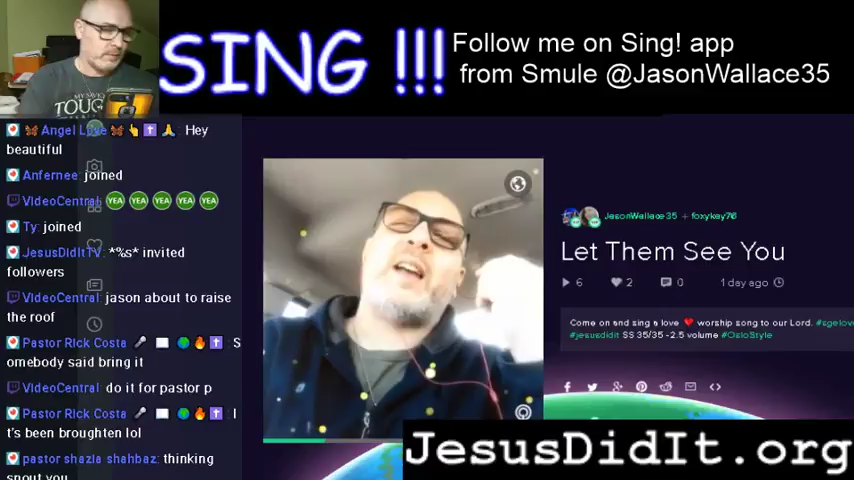 SING !!!
Follow me on Sing! app
from Smule @JasonWallace35
MY SAVIOR
TOUGH
Angel Love: Hey
beautiful
Anfernee joined
VideoCentral YEA YEA YEA YEA YEA
Ty: joined
JesusDidItTV: *%s* invited
followers
VideoCentral: jason about to raise
the roof
Pastor Rick Costa : S
omebody said bring it
VideoCentral: do it for pastor p
Pastor Rick Costa : I
t's been broughten lol
pastor shazia shahbaz: thinking
JasonWallace35 + foxykay76
Let Them See You
6
2
0
1 day ago
Come on and sing a love worship song to our Lord. #sgelove
#jesusdidit SS 35/35 -2.5 volume #OsloStyle
JesusDidIt.org